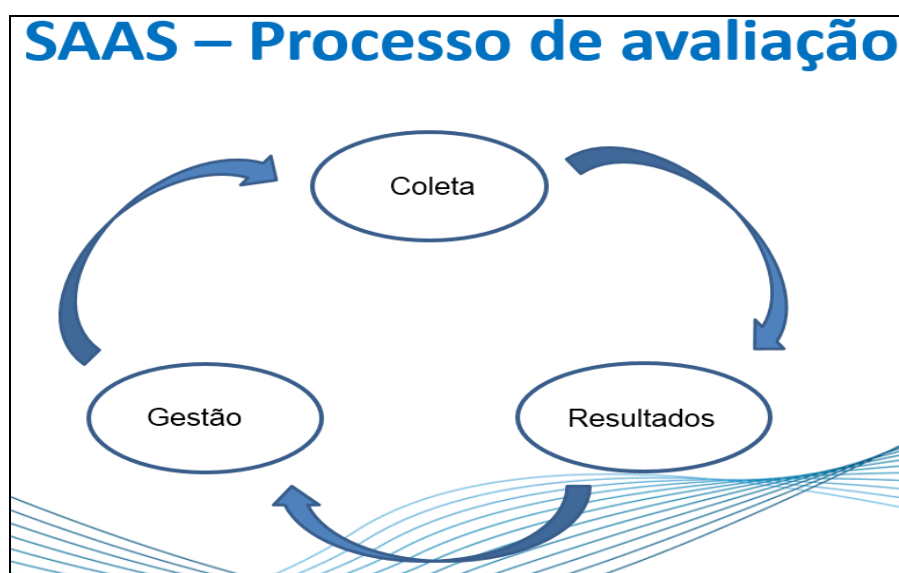 SAAS – Processo de avaliação
Coleta
Gestão
Resultados